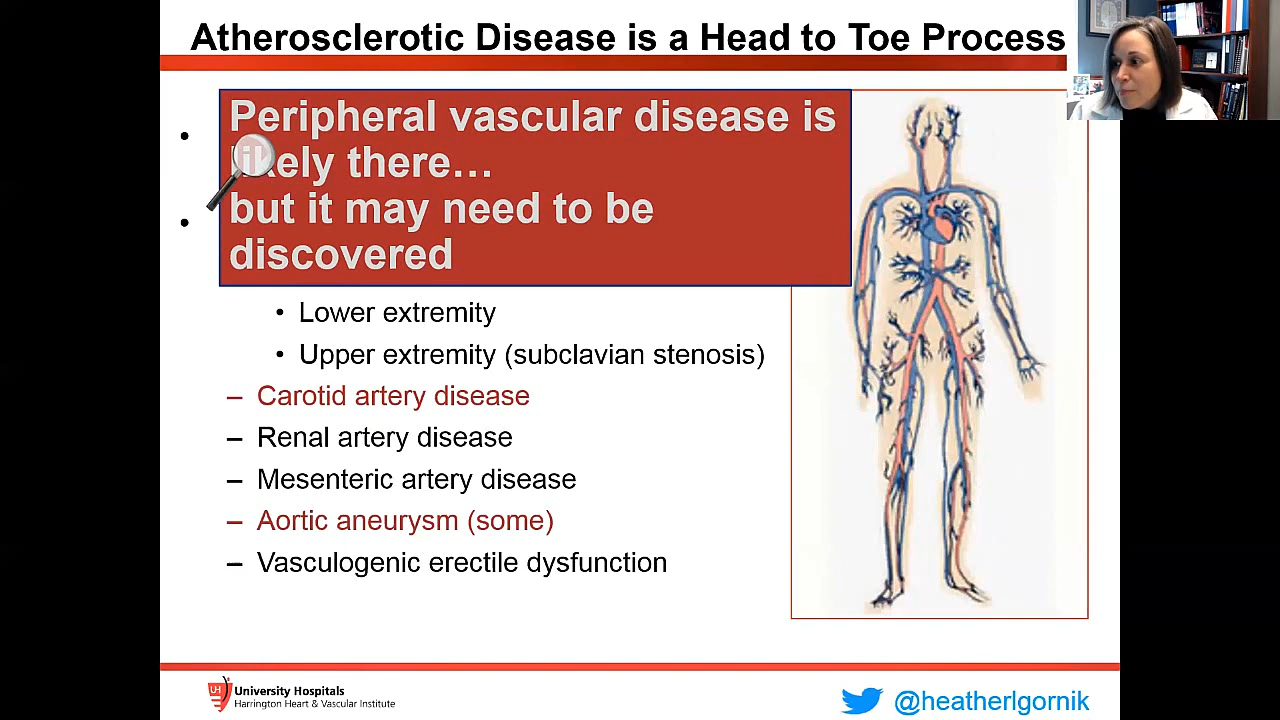 Atherosclerotic Disease is a Head to Toe Process
Peripheral vascular disease is
likely there…
but it may need to be
discovered
• Lower extremity
• Upper extremity (subclavian stenosis)
– Carotid artery disease
– Renal artery disease
– Mesenteric artery disease
– Aortic aneurysm (some)
– Vasculogenic erectile dysfunction
UH
University Hospitals
Harrington Heart & Vascular Institute
@heatherlgornik